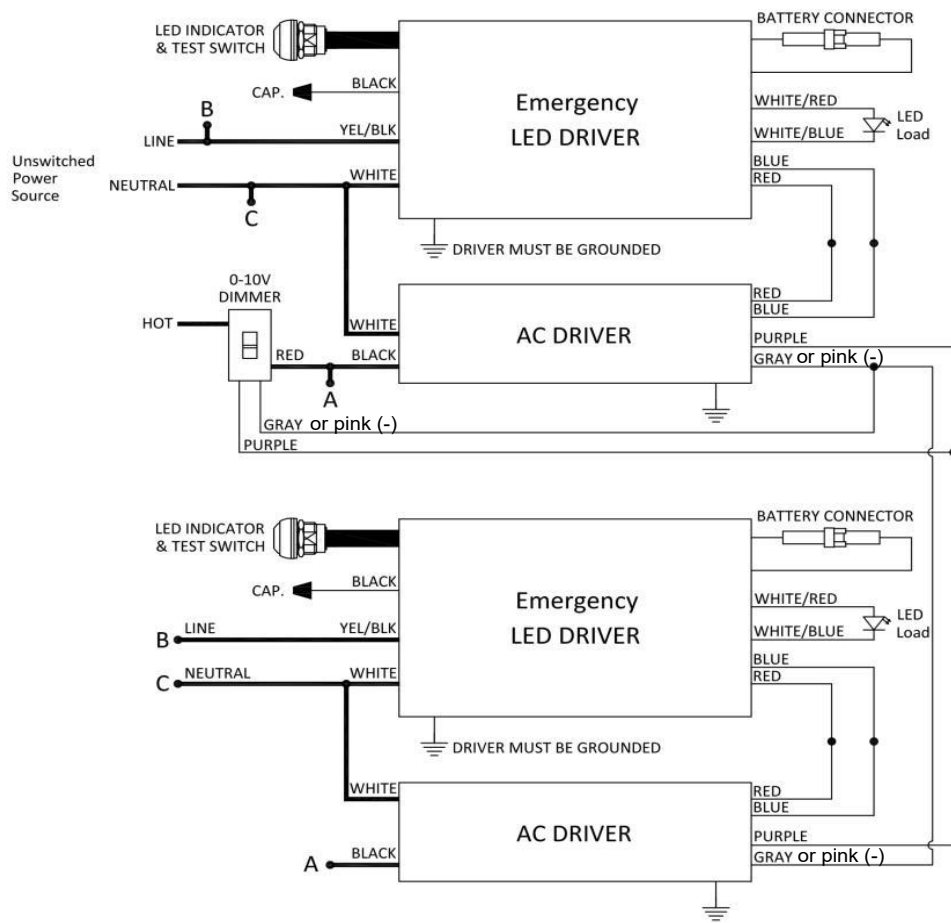 LED INDICATOR
& TEST SWITCH
BATTERY CONNECTOR
CAP.
BLACK
Emergency
LED DRIVER
WHITE/RED
LED
Load
B
LINE
YEL/BLK
WHITE/BLUE
Unswitched
Power
Source
NEUTRAL
WHITE
BLUE
RED
C
DRIVER MUST BE GROUNDED
0-10V
DIMMER
HOT
WHITE
AC DRIVER
RED
BLUE
RED
BLACK
PURPLE
GRAY or pink (-)
A
GRAY or pink (-)
PURPLE
LED INDICATOR
& TEST SWITCH
BATTERY CONNECTOR
CAP.
BLACK
Emergency
LED DRIVER
WHITE/RED
LED
Load
B
LINE
YEL/BLK
WHITE/BLUE
C
NEUTRAL
WHITE
BLUE
RED
DRIVER MUST BE GROUNDED
WHITE
AC DRIVER
RED
BLUE
A
BLACK
PURPLE
GRAY or pink (-)